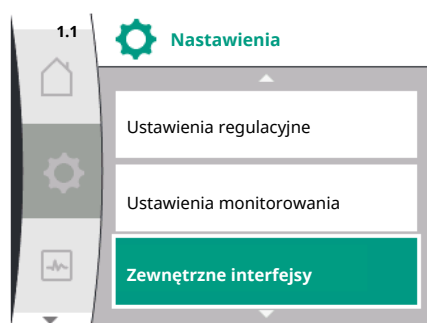 1.1
Nastawienia
Ustawienia regulacyjne
Ustawienia monitorowania
Zewnętrzne interfejsy